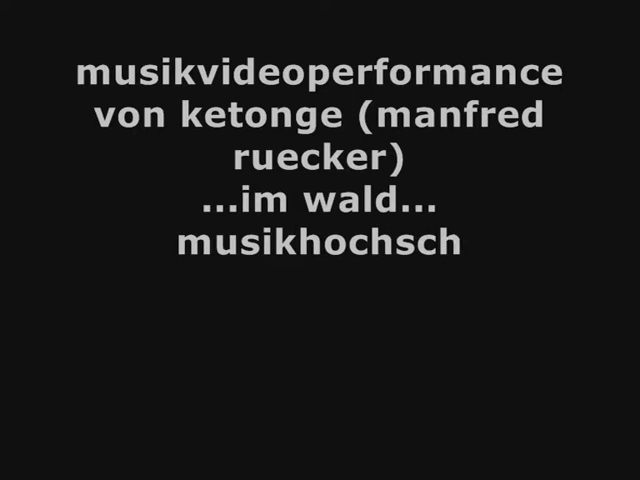 musikvideoperformance
von ketonge (manfred
ruecker)
...im wald...
musikhochsch